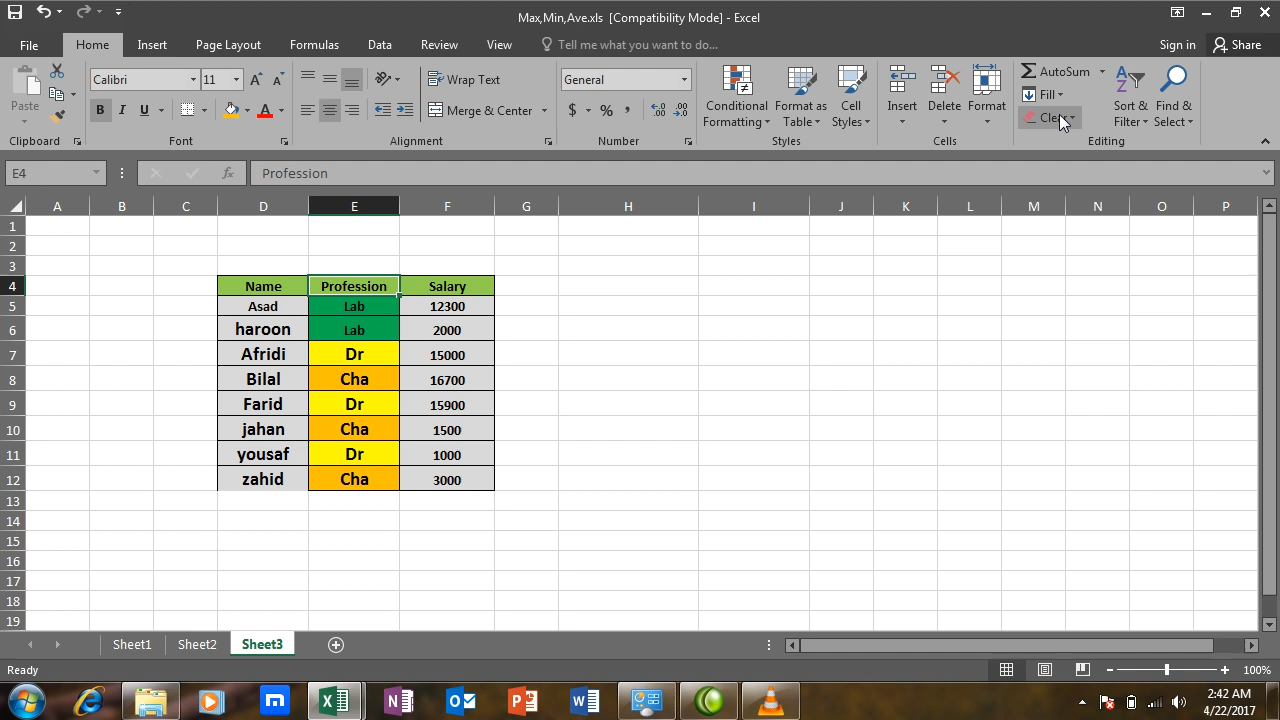 Max,Min,Ave.xls [Compatibility Mode] - Excel
File Home Insert Page Layout Formulas Data Review View Tell me what you want to do... Sign in Share
Paste
Clipboard
Calibri 11
B I U
Font
Wrap Text
Merge & Center
Alignment
General
$ % ,
Number
Conditional Formatting
Format as Table
Cell Styles
Styles
Insert Delete Format
Cells
AutoSum
Fill
Sort & Filter
Find & Select
Editing
E4 fx Profession
A B C D E F G H I J K L M N O P
1
2
3
4 Name Profession Salary
5 Asad Lab 12300
6 haroon Lab 2000
7 Afridi Dr 15000
8 Bilal Cha 16700
9 Farid Dr 15900
10 jahan Cha 1500
11 yousaf Dr 1000
12 zahid Cha 3000
13
14
15
16
17
18
19
Sheet1 Sheet2 Sheet3
Ready 100%
2:42 AM
4/22/2017